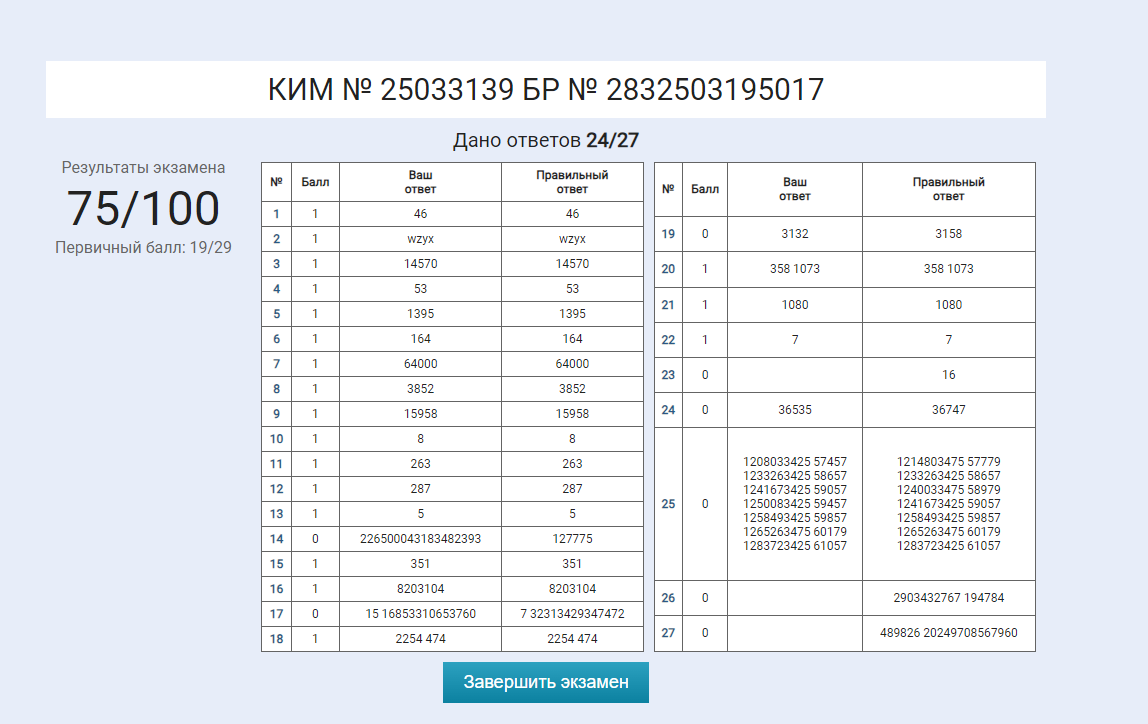 КИМ № 25033139 БР № 2832503195017
Дано ответов 24/27
Результаты экзамена
75/100
Первичный балл: 19/29
№ Балл Ваш ответ Правильный ответ
1 1 46 46
2 1 wzyx wzyx
3 1 14570 14570
4 1 53 53
5 1 1395 1395
6 1 164 164
7 1 64000 64000
8 1 3852 3852
9 1 15958 15958
10 1 8 8
11 1 263 263
12 1 287 287
13 1 5 5
14 0 226500043183482393 127775
15 1 351 351
16 1 8203104 8203104
17 0 15 16853310653760 7 32313429347472
18 1 2254 474 2254 474
№ Балл Ваш ответ Правильный ответ
19 0 3132 3158
20 1 358 1073 358 1073
21 1 1080 1080
22 1 7 7
23 0 16
24 0 36535 36747
25 0
1208033425 57457 1214803475 57779
1233263425 58657 1233263425 58657
1241673425 59057 1240033475 58979
1250083425 59457 1241673425 59057
1258493425 59857 1258493425 59857
1265263475 60179 1265263475 60179
1283723425 61057 1283723425 61057
26 0 2903432767 194784
27 0 489826 20249708567960
Завершить экзамен